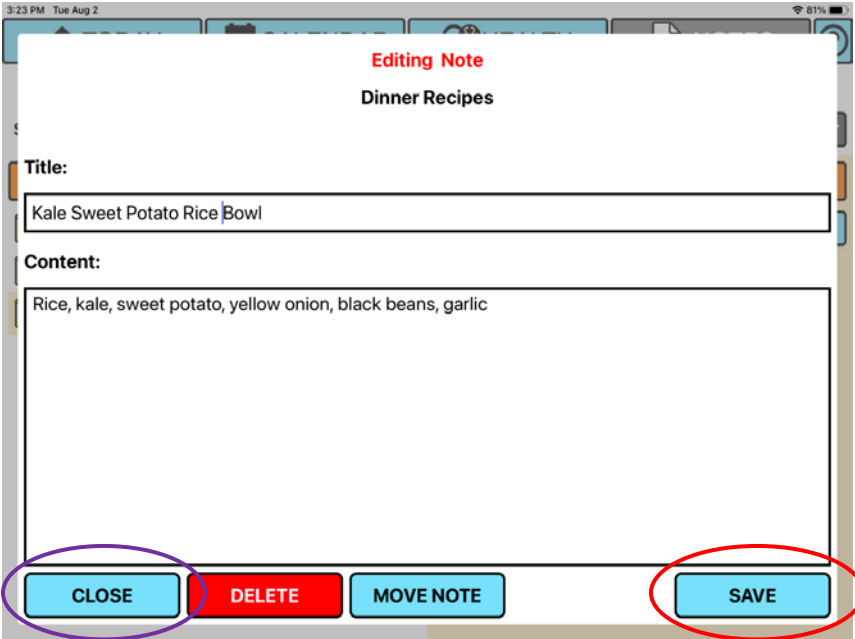 3:23 PM Tue Aug 2 81%
Editing Note
Dinner Recipes
Title:
Kale Sweet Potato Rice Bowl
Content:
Rice, kale, sweet potato, yellow onion, black beans, garlic
CLOSE DELETE MOVE NOTE SAVE